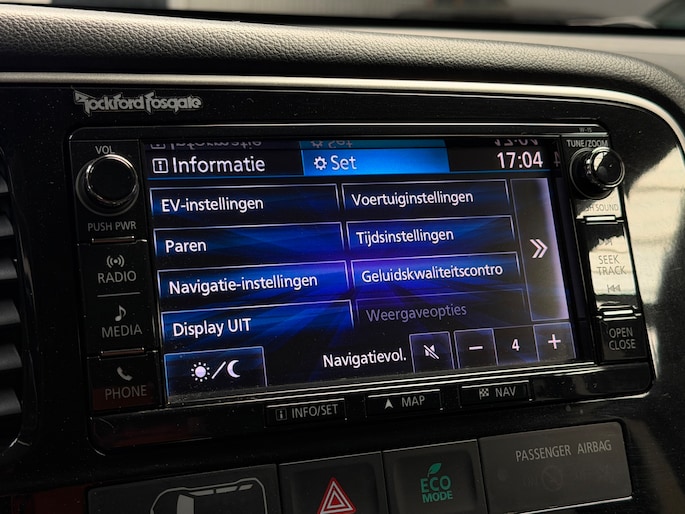 Rockford Fosgate
W-15
VOL
TUNE/ZOOM
Informatie
Set
17:04
PUSH PWR
EV-instellingen
Voertuiginstellingen
Paren
Tijdsinstellingen
SOUND
RADIO
SEEK
TRACK
Navigatie-instellingen
Geluidskwaliteitscontro
MEDIA
Display UIT
Weergaveopties
OPEN
CLOSE
PHONE
Navigatievol.
4
INFO/SET
MAP
NAV
PASSENGER AIRBAG
ECO
MODE